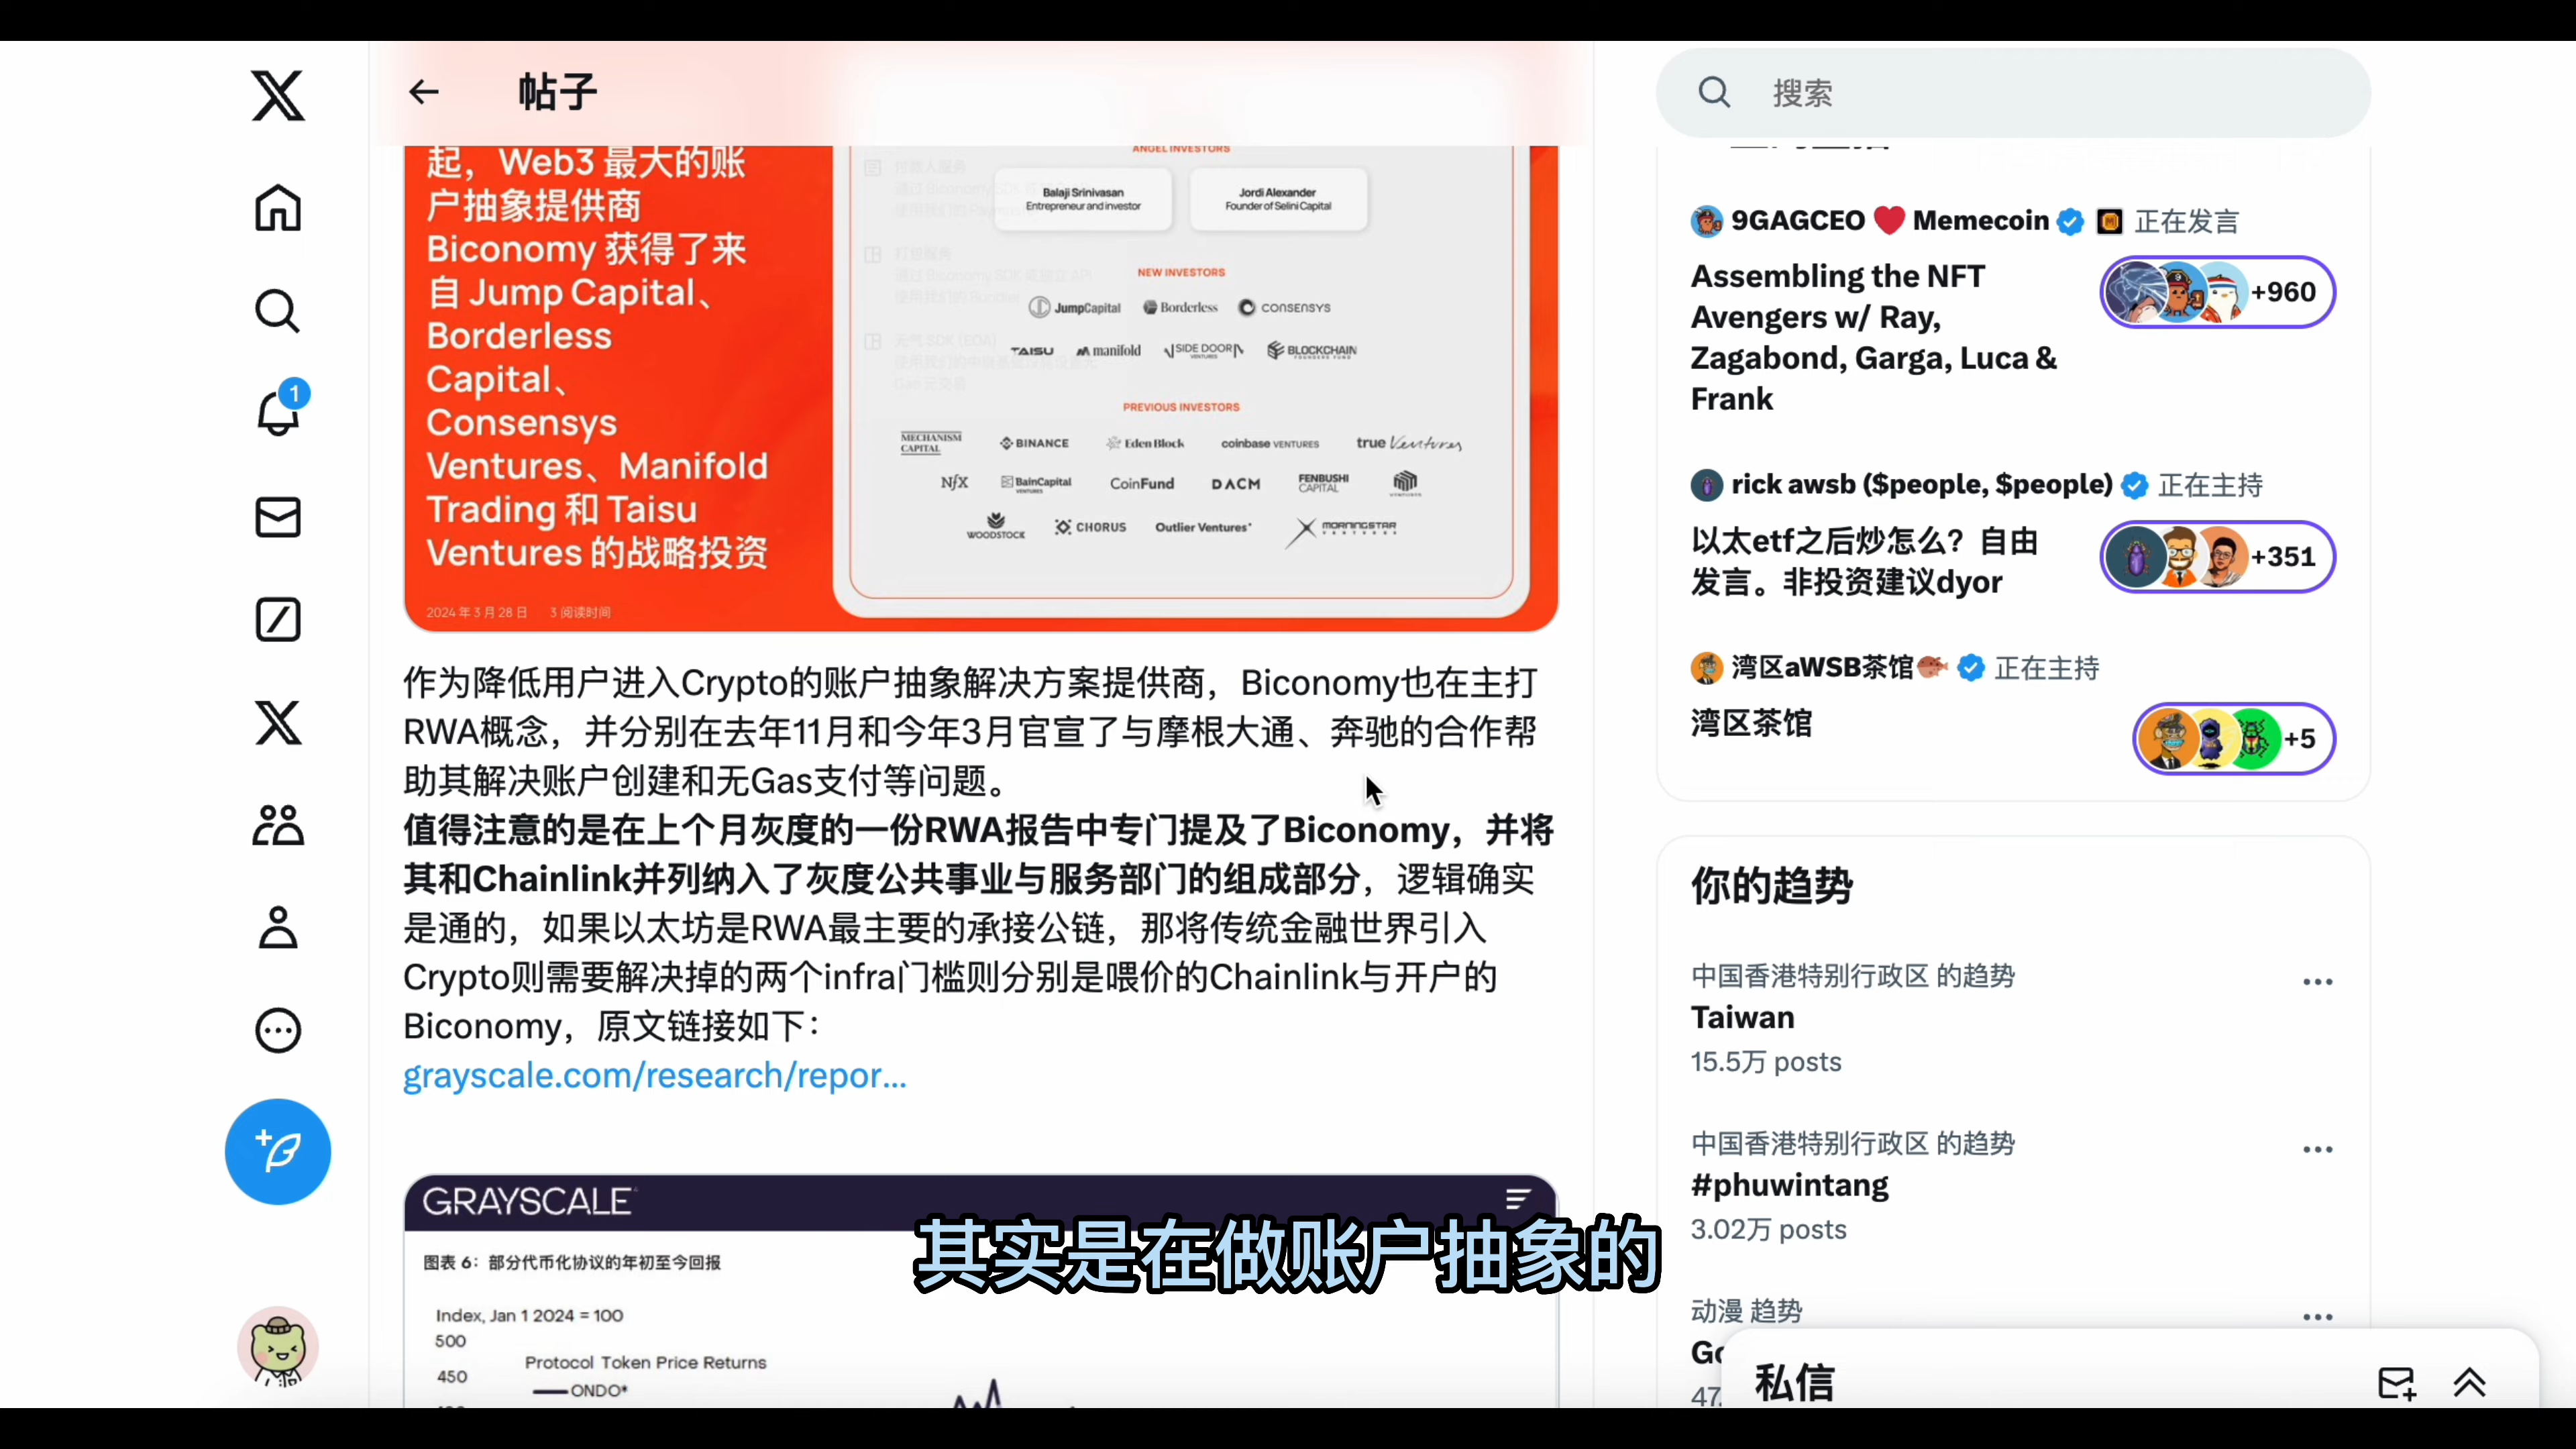 帖子
搜索
起，Web3 最大的账
户抽象提供商
Biconomy 获得了来
自 Jump Capital、
Borderless
Capital、
Consensys
Ventures、Manifold
Trading 和 Taisu
Ventures 的战略投资
2024 年 3 月 28 日 3 阅读时间
ANGEL INVESTORS
Balaji Srinivasan
Entrepreneur and investor
Jordi Alexander
Founder of Selini Capital
NEW INVESTORS
JumpCapital Borderless CONSENSYS
TAISU manifold SIDE DOOR VENTURES BLOCKCHAIN FOUNDERS FUND
PREVIOUS INVESTORS
MECHANISM CAPITAL BINANCE Eden Block coinbase VENTURES true Ventures
NfX BainCapital VENTURES CoinFund DACM FENBUSHI CAPITAL
WOODSTOCK CHORUS Outlier Ventures MORNINGSTAR VENTURES
作为降低用户进入Crypto的账户抽象解决方案提供商，Biconomy也在主打
RWA概念，并分别在去年11月和今年3月官宣了与摩根大通、奔驰的合作帮
助其解决账户创建和无Gas支付等问题。
值得注意的是在上个月灰度的一份RWA报告中专门提及了Biconomy，并将
其和Chainlink并列纳入了灰度公共事业与服务部门的组成部分，逻辑确实
是通的，如果以太坊是RWA最主要的承接公链，那将传统金融世界引入
Crypto则需要解决掉的两个infra门槛则分别是喂价的Chainlink与开户的
Biconomy，原文链接如下：
grayscale.com/research/repor...
GRAYSCALE
图表 6：部分代币化协议的年初至今回报
Index, Jan 1 2024 = 100
500
450
Protocol Token Price Returns
ONDO*
其实是在做账户抽象的
1
9GAGCEO Memecoin 正在发言
Assembling the NFT
Avengers w/ Ray,
Zagabond, Garga, Luca &
Frank
+960
rick awsb ($people, $people) 正在主持
以太etf之后炒怎么？自由
发言。非投资建议dyor
+351
湾区aWSB茶馆 正在主持
湾区茶馆
+5
你的趋势
中国香港特别行政区 的趋势
Taiwan
15.5万 posts
中国香港特别行政区 的趋势
#phuwintang
3.02万 posts
动漫 趋势
私信